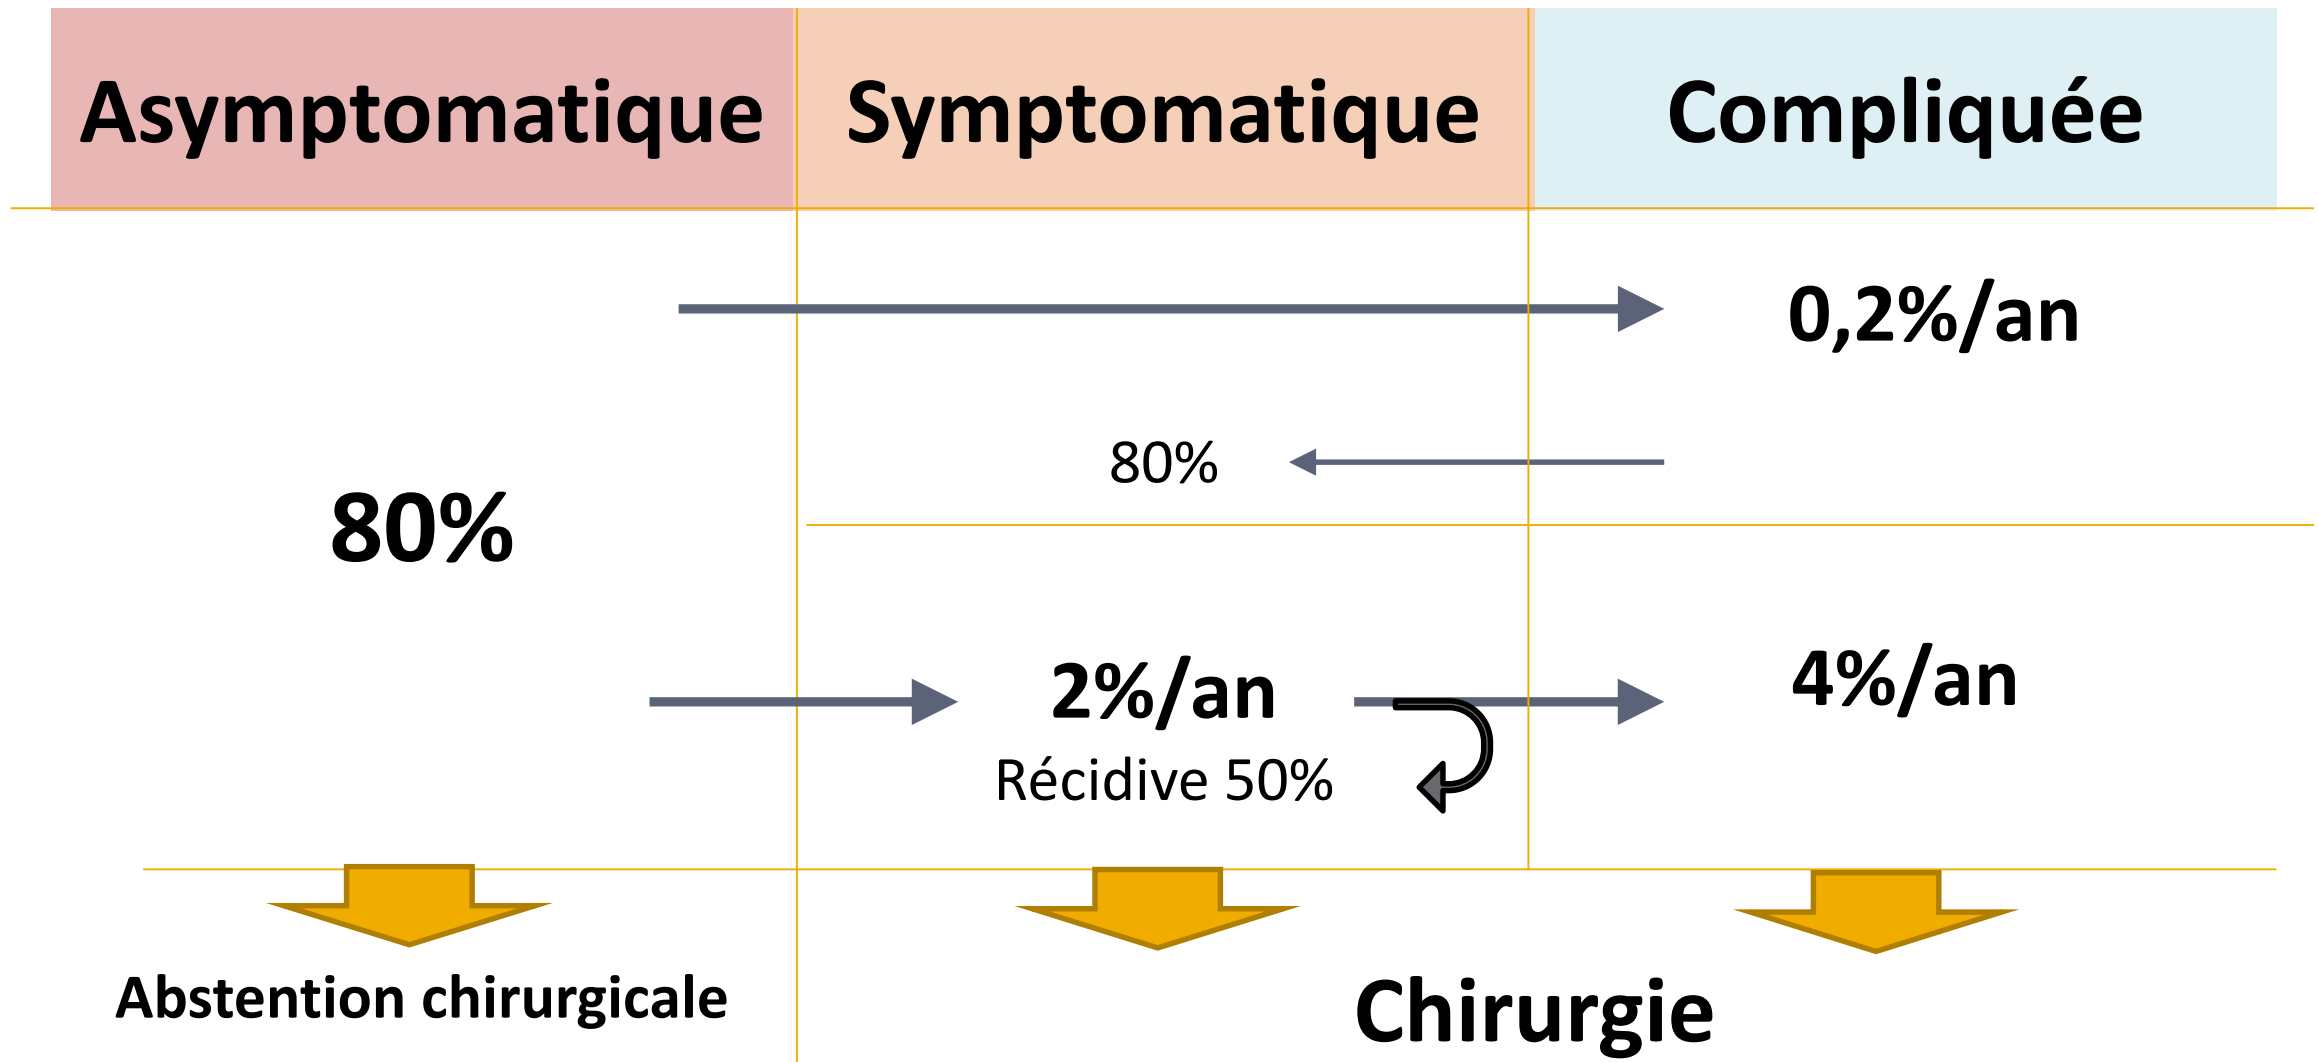 Asymptomatique
Symptomatique
Compliquée
0,2%/an
80%
80%
2%/an
4%/an
Récidive 50%
Abstention chirurgicale
Chirurgie